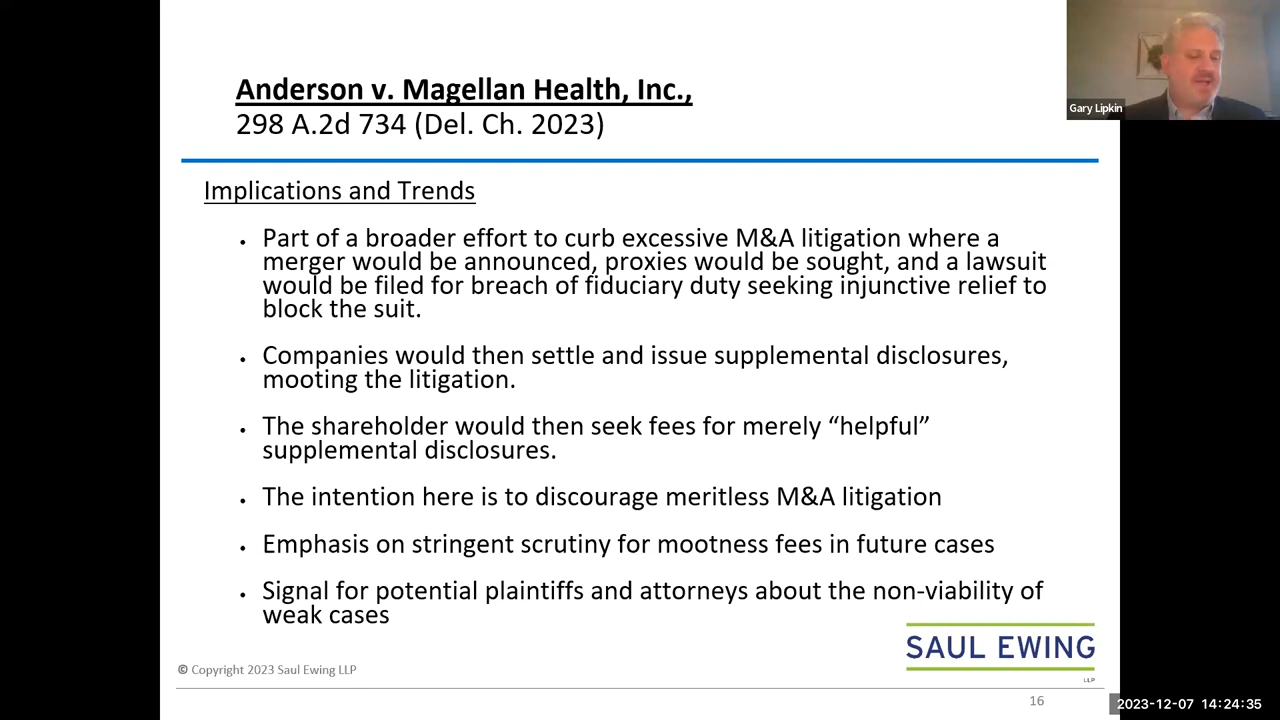 Anderson v. Magellan Health, Inc.,
298 A.2d 734 (Del. Ch. 2023)
Gary Lipkin
Implications and Trends
• Part of a broader effort to curb excessive M&A litigation where a
merger would be announced, proxies would be sought, and a lawsuit
would be filed for breach of fiduciary duty seeking injunctive relief to
block the suit.
• Companies would then settle and issue supplemental disclosures,
mooting the litigation.
• The shareholder would then seek fees for merely “helpful”
supplemental disclosures.
• The intention here is to discourage meritless M&A litigation
• Emphasis on stringent scrutiny for mootness fees in future cases
• Signal for potential plaintiffs and attorneys about the non-viability of
weak cases
SAUL EWING
LLP
© Copyright 2023 Saul Ewing LLP
16
2023-12-07 14:24:35